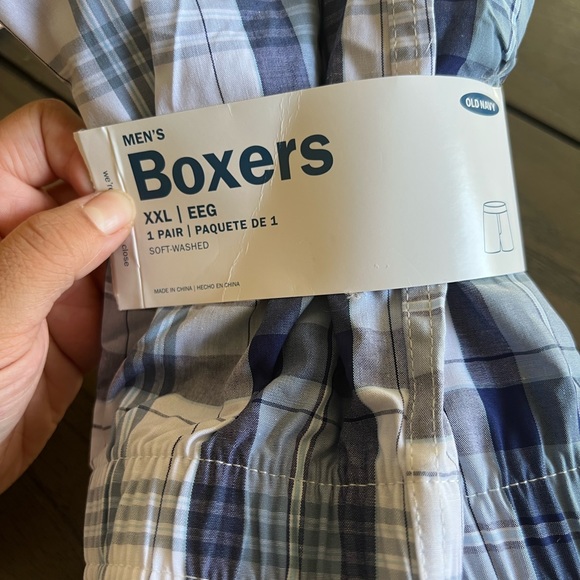 MEN'S
OLD NAVY
Boxers
XXL | EEG
1 PAIR | PAQUETE DE 1
SOFT-WASHED
MADE IN CHINA | HECHO EN CHINA
close